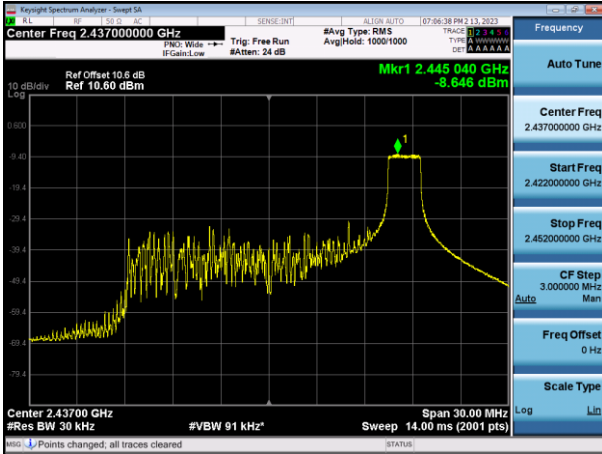 Keysight Spectrum Analyzer - Swept SA
RL RF 50 Ω AC SENSE:INT ALIGN AUTO 07:06:38 PM 2 13, 2023
Center Freq 2.437000000 GHz
PNO: Wide
IFGain:Low
Trig: Free Run
#Atten: 24 dB
#Avg Type: RMS
Avg|Hold: 1000/1000
TRACE 1 2 3 4 5 6
TYPE A WWWWW
DET A A A A A A
Ref Offset 10.6 dB
10 dB/div Ref 10.60 dBm
Log
Mkr1 2.445 040 GHz
-8.646 dBm
1
0.600
-9.40
-19.4
-29.4
-39.4
-49.4
-59.4
-69.4
-79.4
Center 2.43700 GHz Span 30.00 MHz
#Res BW 30 kHz #VBW 91 kHz* Sweep 14.00 ms (2001 pts)
MSG Points changed; all traces cleared STATUS
Frequency
Auto Tune
Center Freq
2.437000000 GHz
Start Freq
2.422000000 GHz
Stop Freq
2.452000000 GHz
CF Step
3.000000 MHz
Auto Man
Freq Offset
0 Hz
Scale Type
Log Lin